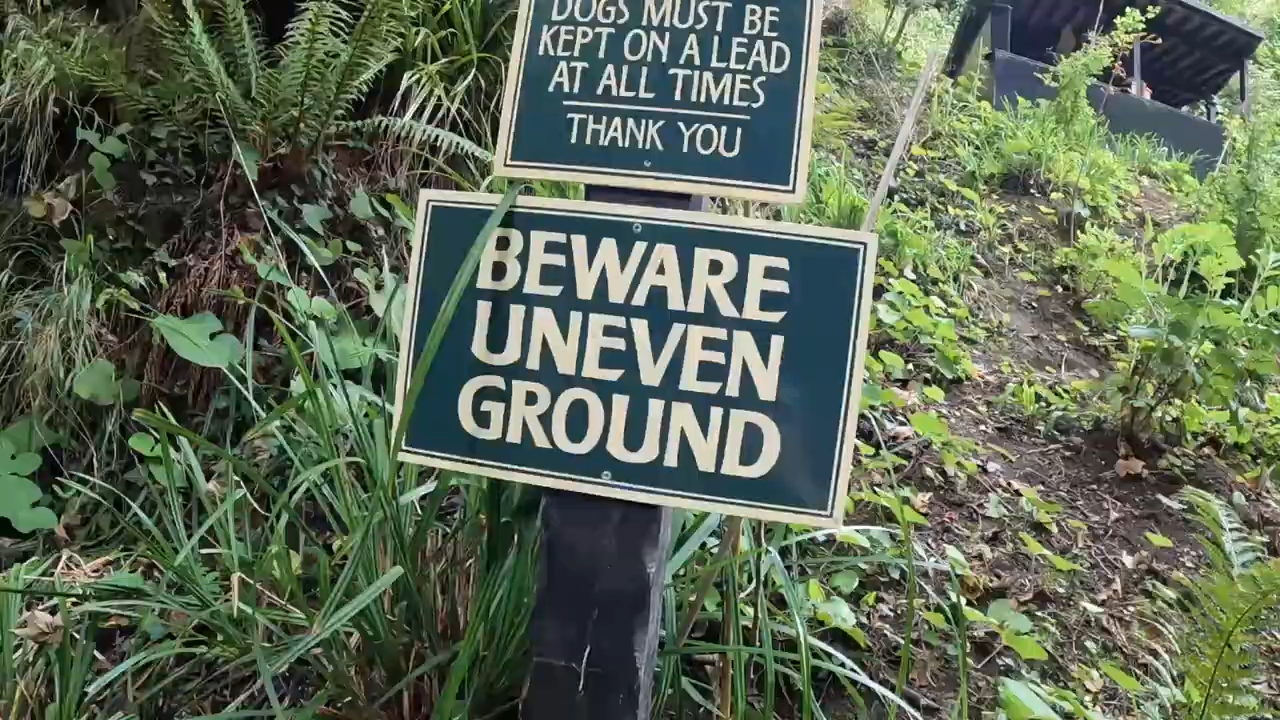 DOGS MUST BE
KEPT ON A LEAD
AT ALL TIMES
THANK YOU
BEWARE
UNEVEN
GROUND